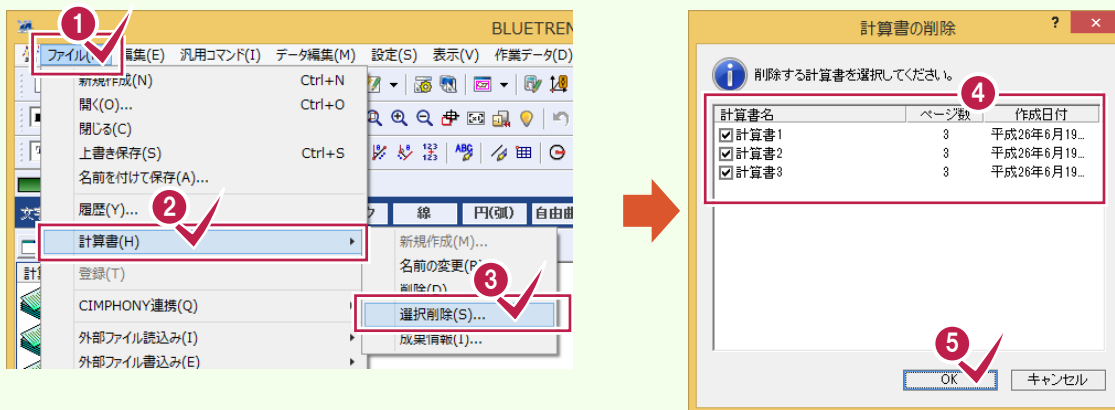 1
BLUETREN
ファイル( 編集(E) 汎用コマンド(I) データ編集(M) 設定(S) 表示(V) 作業データ(D)
新規作成(N) Ctrl+N
開く(O)... Ctrl+O
閉じる(C)
上書き保存(S) Ctrl+S
名前を付けて保存(A)...
履歴(Y)...
2
計算書(H)
登録(T)
CIMPHONY連携(Q)
外部ファイル読込み(I)
外部ファイル書込み(E)
123
123
ABC
線 円(弧) 自由曲
新規作成(M)...
名前の変更(R)
削除(D)
3
選択削除(S)...
成果情報(I)...
計算書の削除
? ×
削除する計算書を選択してください。
4
計算書名 ページ数 作成日付
計算書1 3 平成26年6月19...
計算書2 3 平成26年6月19...
計算書3 3 平成26年6月19...
5
OK キャンセル